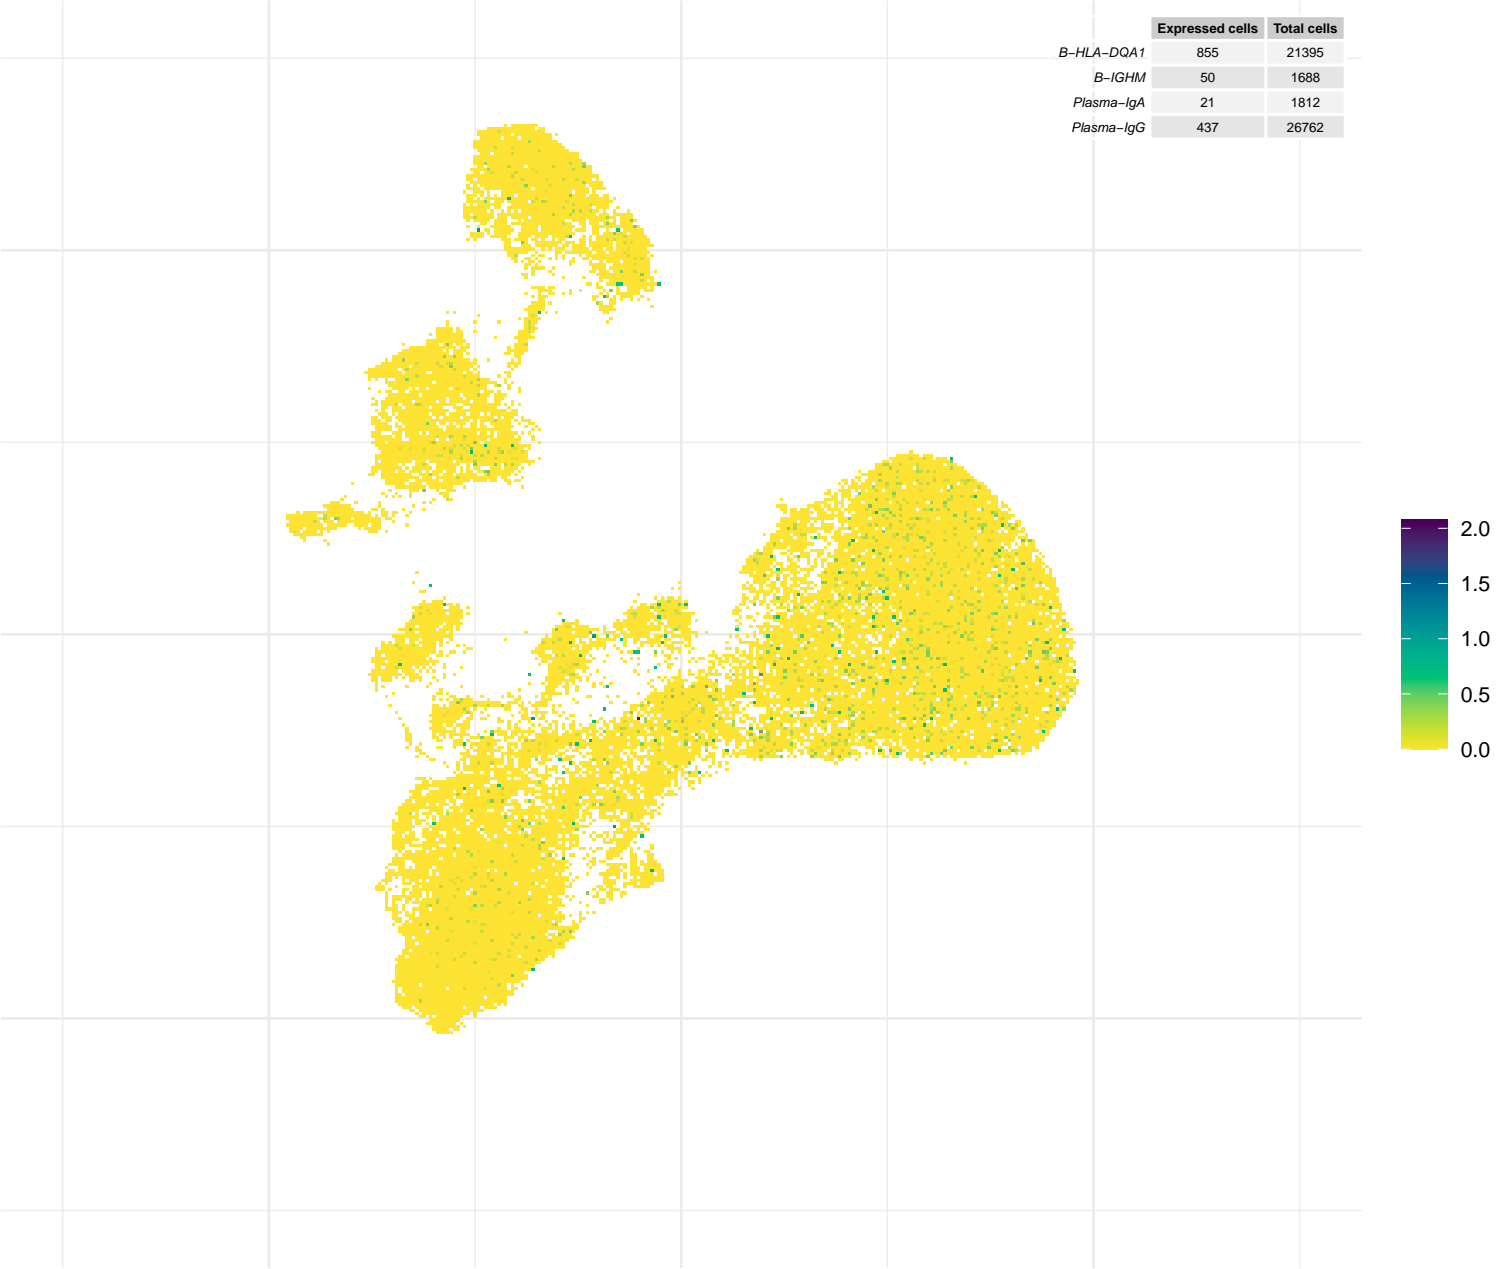 Expressed cells Total cells
B−HLA−DQA1 855 21395
B−IGHM 50 1688
Plasma−IgA 21 1812
Plasma−IgG 437 26762
2.0
1.5
1.0
0.5
0.0